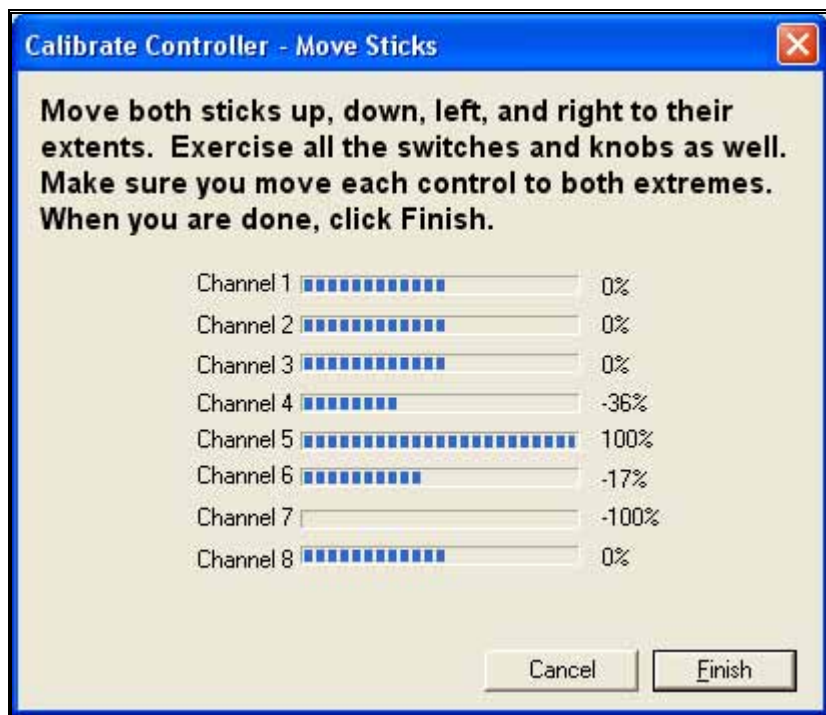 Calibrate Controller - Move Sticks
Move both sticks up, down, left, and right to their
extents.  Exercise all the switches and knobs as well.
Make sure you move each control to both extremes.
When you are done, click Finish.
Channel 1 0%
Channel 2 0%
Channel 3 0%
Channel 4 -36%
Channel 5 100%
Channel 6 -17%
Channel 7 -100%
Channel 8 0%
Cancel Finish